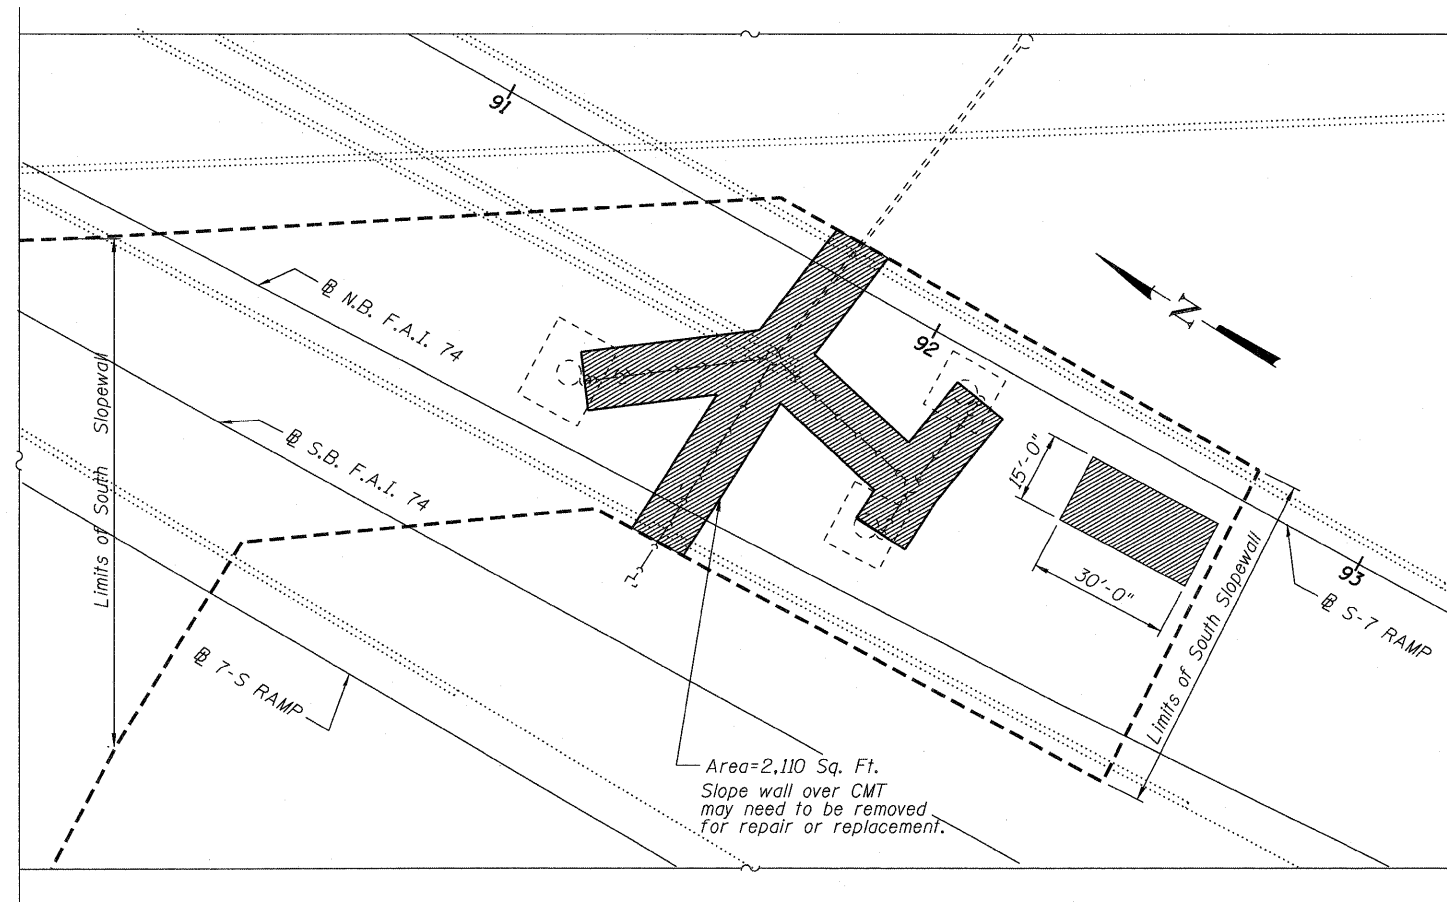 91
N
℄ N.B. F.A.I. 74
92
Limits of South Slopewall
℄ S.B. F.A.I. 74
15'-0"
30'-0"
93
℄ S-7 RAMP
Limits of South Slopewall
℄ 7-S RAMP
Area=2,110 Sq. Ft.
Slope wall over CMT
may need to be removed
for repair or replacement.